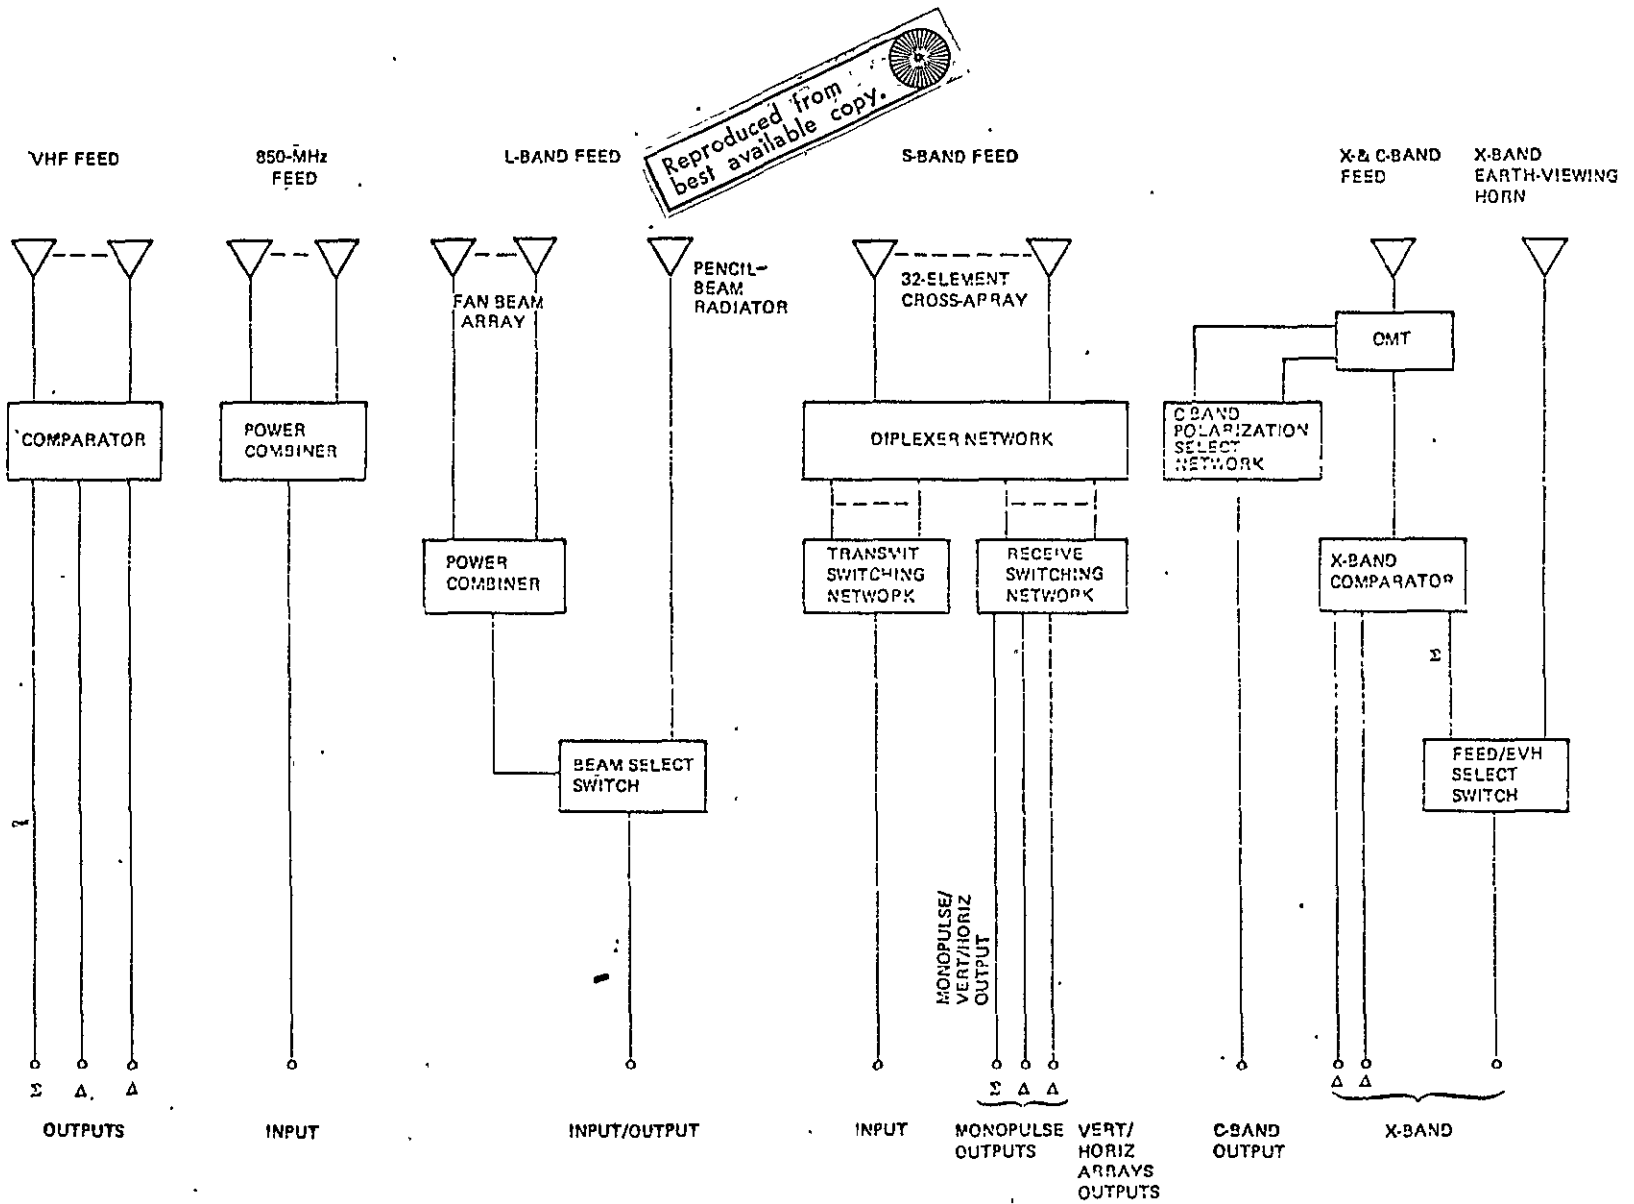 Reproduced from
best available copy.
VHF FEED
850-MHz
FEED
L-BAND FEED
S-BAND FEED
X-& C-BAND
FEED
X-BAND
EARTH-VIEWING
HORN
FAN BEAM
ARRAY
PENCIL-
BEAM
RADIATOR
32-ELEMENT
CROSS-APRAY
OMT
COMPARATOR
POWER
COMBINER
DIPLEXER NETWORK
C BAND
POLARIZATION
SELECT
NETWORK
POWER
COMBINER
TRANSMIT
SWITCHING
NETWORK
RECEIVE
SWITCHING
NETWORK
X-BAND
COMPARATOR
Σ
BEAM SELECT
SWITCH
FEED/EVH
SELECT
SWITCH
MONOPULSE/
VERT/HORIZ
OUTPUT
Σ Δ Δ
Σ Δ Δ
Δ Δ
OUTPUTS
INPUT
INPUT/OUTPUT
INPUT
MONOPULSE
OUTPUTS
VERT/
HORIZ
ARRAYS
OUTPUTS
C-BAND
OUTPUT
X-BAND